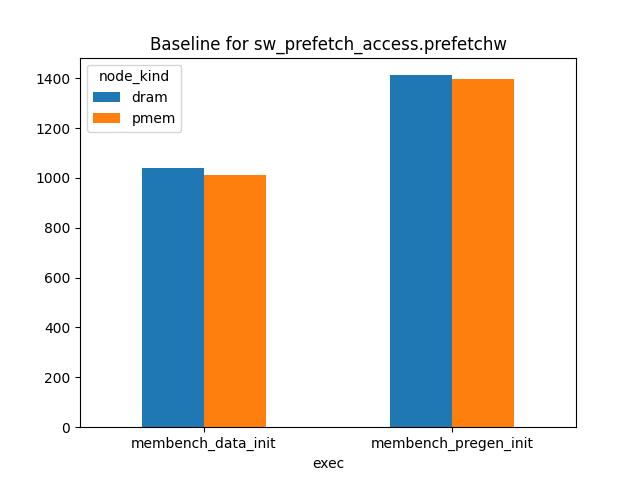 Baseline for sw_prefetch_access.prefetchw
node_kind
dram
pmem
1400
1200
1000
800
600
400
200
0
membench_data_init
membench_pregen_init
exec